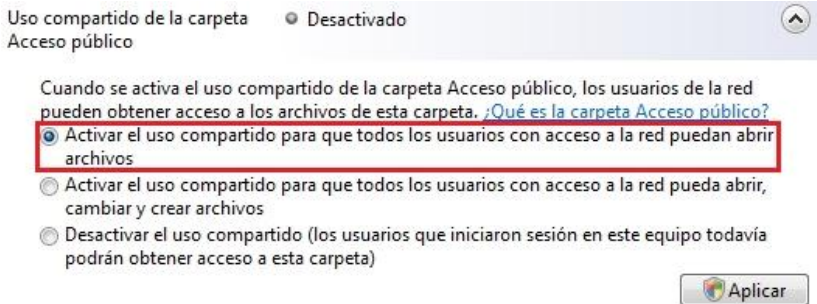 Uso compartido de la carpeta Desactivado
Acceso público
Cuando se activa el uso compartido de la carpeta Acceso público, los usuarios de la red
pueden obtener acceso a los archivos de esta carpeta. ¿Qué es la carpeta Acceso público?
Activar el uso compartido para que todos los usuarios con acceso a la red puedan abrir
archivos
Activar el uso compartido para que todos los usuarios con acceso a la red pueda abrir,
cambiar y crear archivos
Desactivar el uso compartido (los usuarios que iniciaron sesión en este equipo todavía
podrán obtener acceso a esta carpeta)
Aplicar